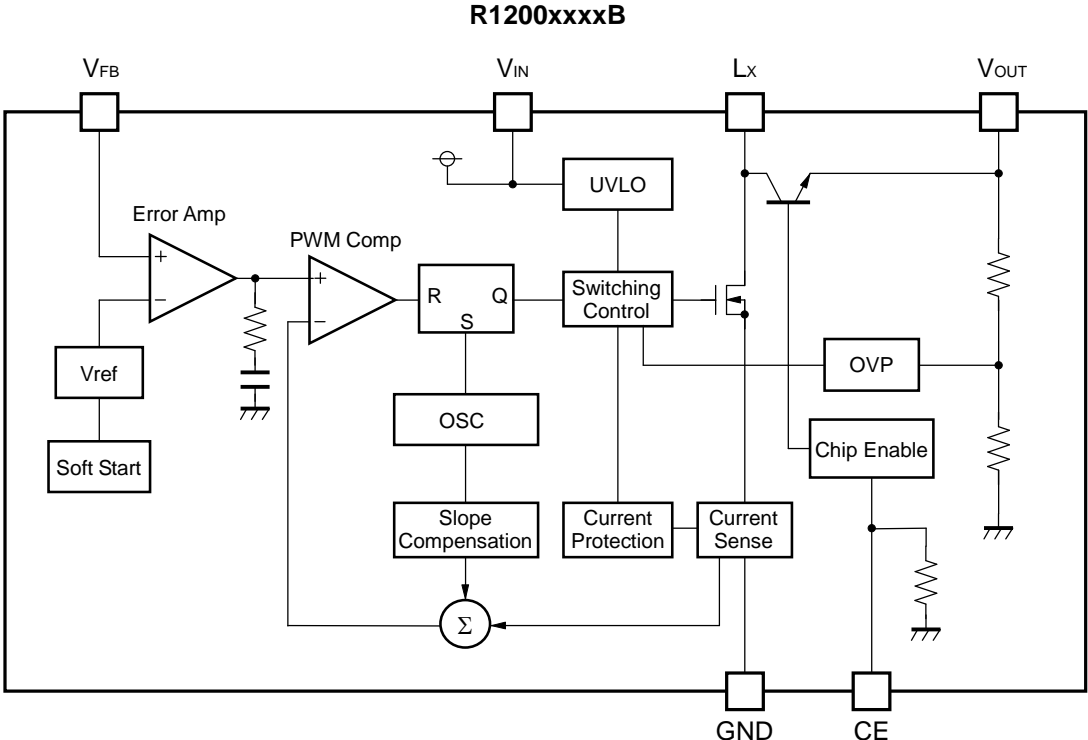 R1200xxxxB
VFB
VIN
LX
VOUT
UVLO
Error Amp
PWM Comp
+
−
+
−
R
Q
S
Switching
Control
Vref
OVP
OSC
Chip Enable
Soft Start
Slope
Compensation
Current
Protection
Current
Sense
Σ
GND
CE